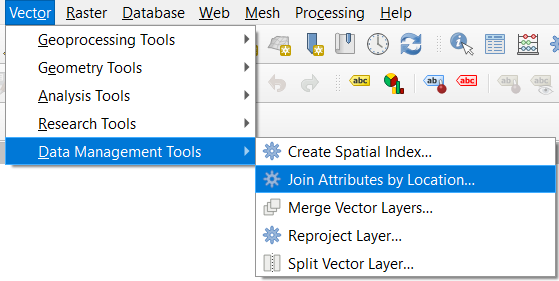 Vector Raster Database Web Mesh Processing Help
Geoprocessing Tools
Geometry Tools
Analysis Tools
Research Tools
Data Management Tools
abc abc abc
Create Spatial Index...
Join Attributes by Location...
Merge Vector Layers...
Reproject Layer...
Split Vector Layer...